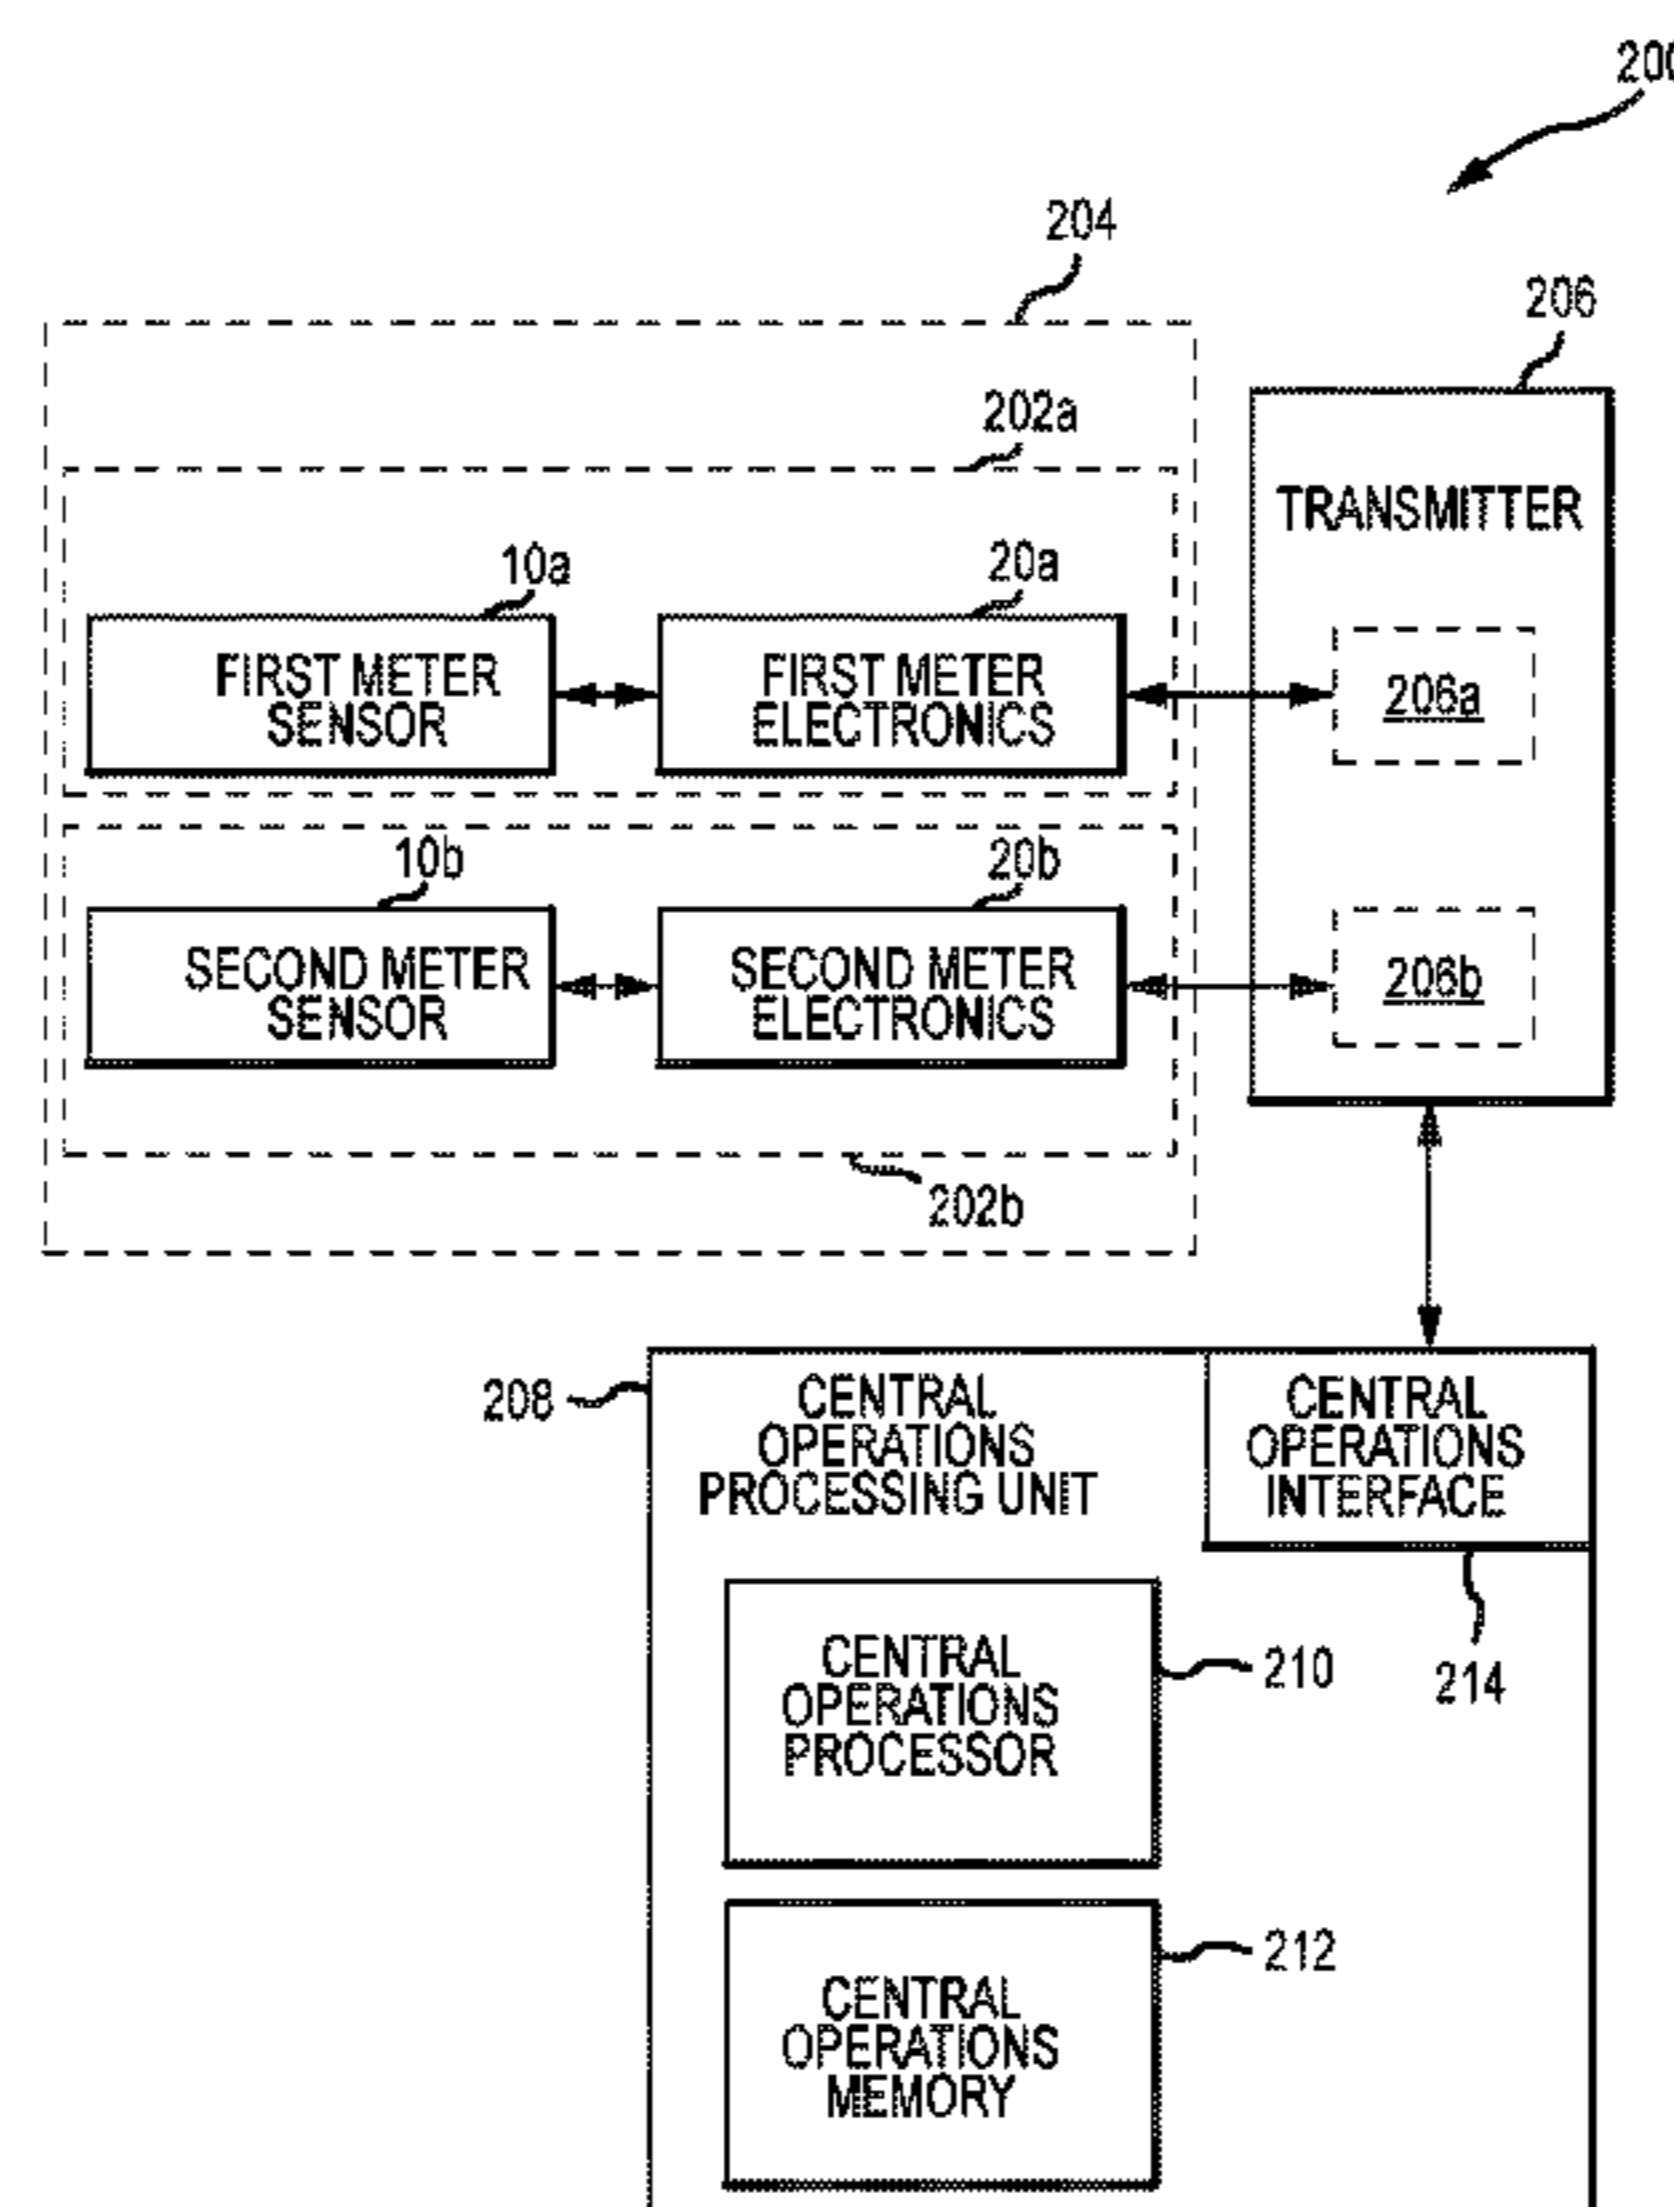 200
204
206
202a
TRANSMITTER
10a
20a
FIRST METER
SENSOR
FIRST METER
ELECTRONICS
206a
10b
20b
SECOND METER
SENSOR
SECOND METER
ELECTRONICS
206b
202b
208
CENTRAL
OPERATIONS
PROCESSING UNIT
CENTRAL
OPERATIONS
INTERFACE
214
CENTRAL
OPERATIONS
PROCESSOR
210
CENTRAL
OPERATIONS
MEMORY
212